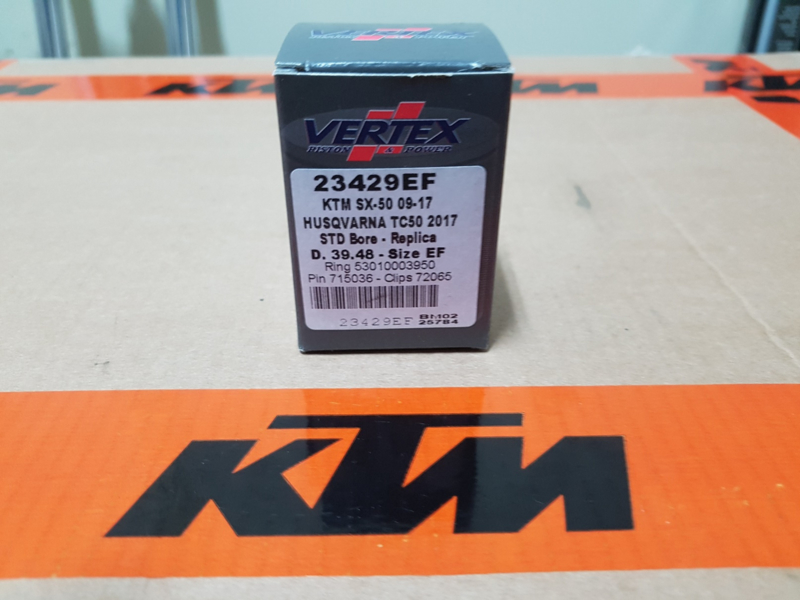 KTM
VERTEX
PISTON & POWER
23429EF
KTM SX-50 09-17
HUSQVARNA TC50 2017
STD Bore - Replica
D. 39.48 - Size EF
Ring 53010003950
Pin 715036 - Clips 72065
23429EF
BM02
25784
KTM